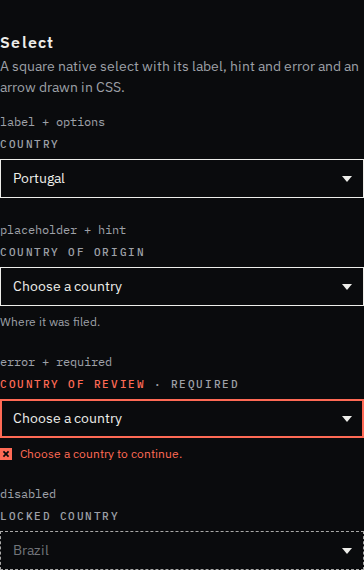 Select
A square native select with its label, hint and error and an
arrow drawn in CSS.
label + options
COUNTRY
Portugal
placeholder + hint
COUNTRY OF ORIGIN
Choose a country
Where it was filed.
error + required
COUNTRY OF REVIEW · REQUIRED
Choose a country
Choose a country to continue.
disabled
LOCKED COUNTRY
Brazil